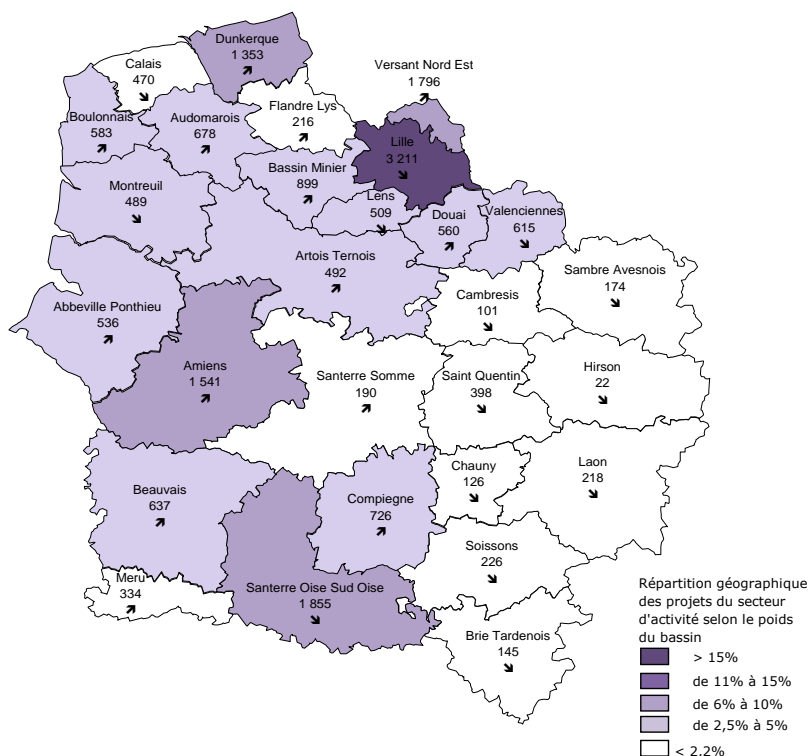 Dunkerque
1 353
Calais
470
Versant Nord Est
1 796
Flandre Lys
216
Boulonnais
583
Audomarois
678
Lille
3 211
Bassin Minier
899
Montreuil
489
Lens
509
Douai
560
Valenciennes
615
Artois Ternois
492
Sambre Avesnois
174
Cambresis
101
Abbeville Ponthieu
536
Amiens
1 541
Santerre Somme
190
Saint Quentin
398
Hirson
22
Chauny
126
Laon
218
Beauvais
637
Compiegne
726
Soissons
226
Meru
334
Santerre Oise Sud Oise
1 855
Brie Tardenois
145
Répartition géographique
des projets du secteur
d'activité selon le poids
du bassin
> 15%
de 11% à 15%
de 6% à 10%
de 2,5% à 5%
< 2,2%